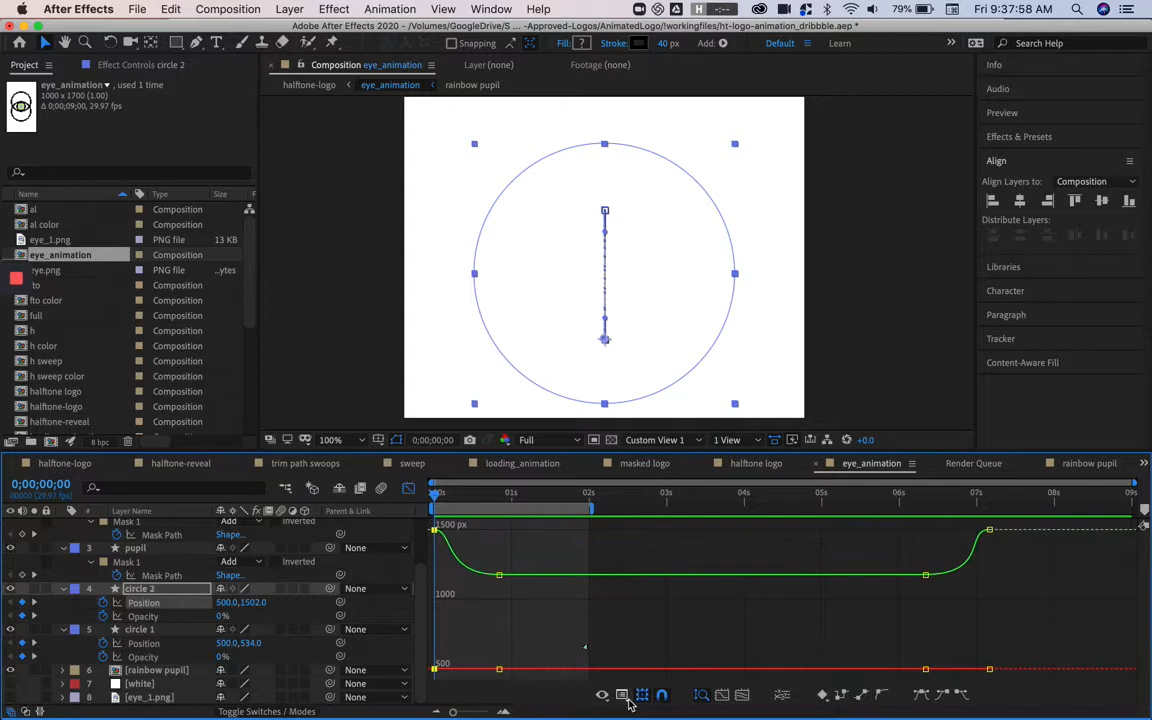 After Effects File Edit Composition Layer Effect Animation View Window Help 79% Fri 9:37:58 AM
Adobe After Effects 2020 - /Volumes/GoogleDrive/S ... -Approved-Logos/AnimatedLogo/!workingfiles/ht-logo-animation_dribbble.aep *
Snapping Fill: ? Stroke: 40 px Add: Default Learn Search Help
Project Effect Controls circle 2 Composition eye_animation Layer (none) Footage (none) Info
eye_animation , used 1 time halftone-logo eye_animation rainbow pupil Audio
1000 x 1700 (1.00)
Δ 0;00;09;00, 29.97 fps
Preview
Effects & Presets
Align
Align Layers to: Composition
Name Type Size
al Composition
al color Composition
Distribute Layers:
eye_1.png PNG file 13 KB
eye_animation Composition
eye.png PNG file ...ytes
Libraries
to Composition
Character
fto color Composition
full Composition
Paragraph
h Composition
Tracker
h color Composition
h sweep Composition
Content-Aware Fill
h sweep color Composition
halftone logo Composition
halftone-logo Composition
halftone-reveal Composition
8 bpc 100% 0;00;00;00 Full Custom View 1 1 View +0.0
halftone-logo halftone-reveal trim path swoops sweep loading_animation masked logo halftone logo eye_animation Render Queue rainbow pupil
0;00;00;00
00000 (29.97 fps)
# Layer Name Parent & Link
01s 02s 03s 04s 05s 06s 07s 08s 09s
Mask 1 Add Inverted
1500 px
Mask Path Shape...
3 pupil None
Mask 1 Add Inverted
Mask Path Shape...
4 circle 2 None
1000
Position 500.0,1502.0
Opacity 0%
5 circle 1 None
Position 500.0,534.0
Opacity 0%
500
6 [rainbow pupil] None
7 [white] None
8 [eye_1.png] None
Toggle Switches / Modes